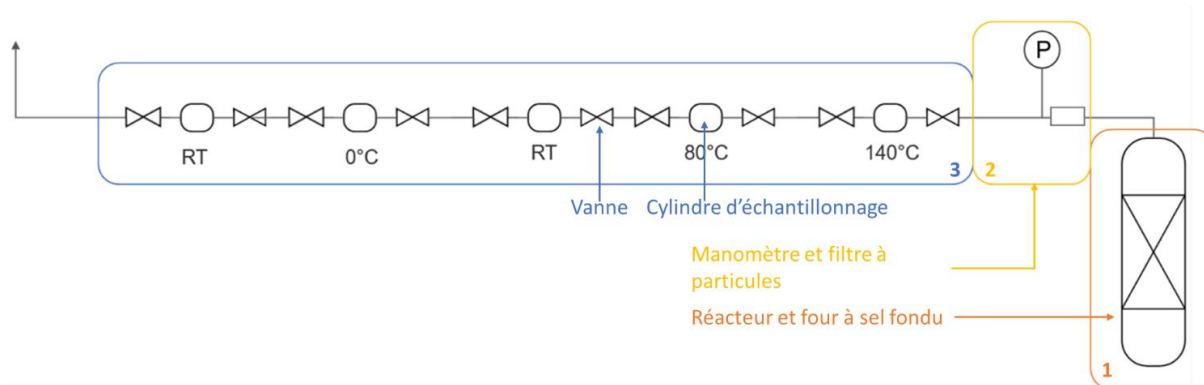 P
RT
0°C
RT
80°C
140°C
3
2
Vanne
Cylindre d'échantillonnage
Manomètre et filtre à
particules
Réacteur et four à sel fondu
1